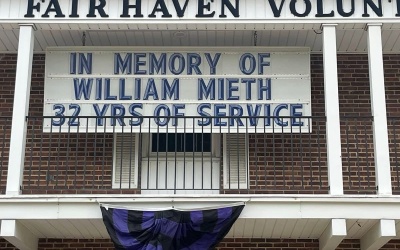 FAIR HAVEN VOLUNT
IN MEMORY OF
WILLIAM MIETH
32 YRS OF SERVICE